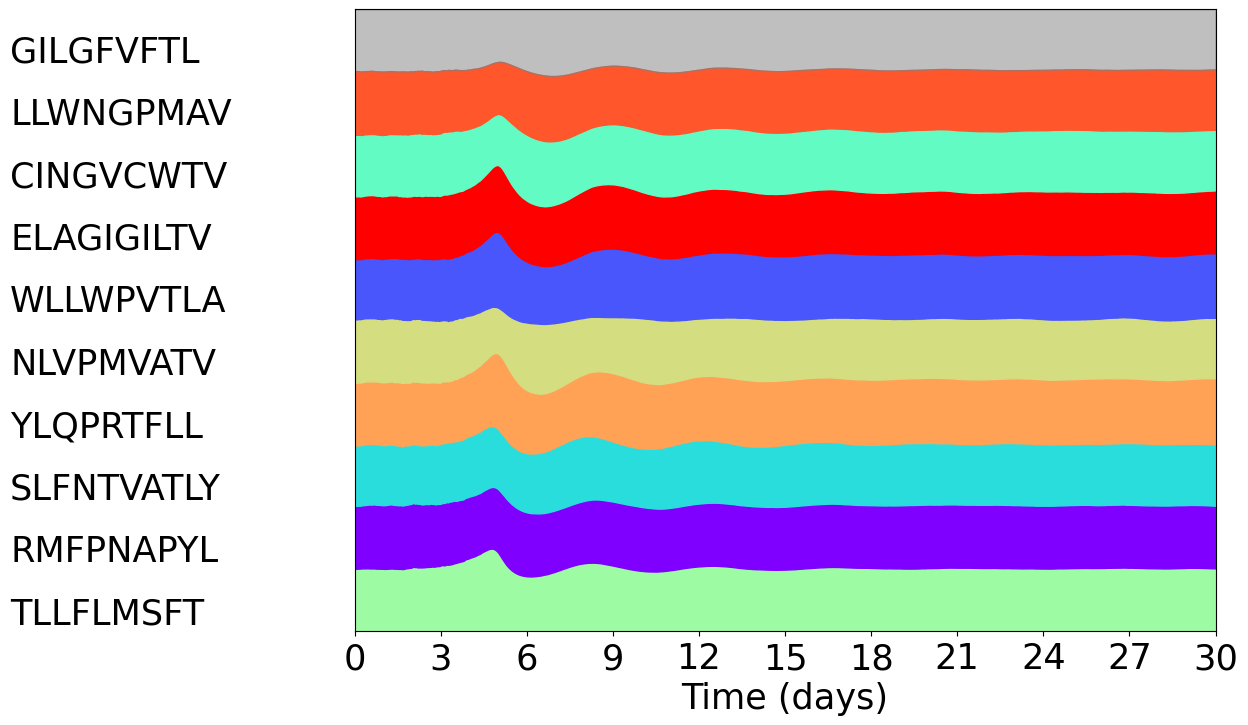 GILGFVFTL
LLWNGPMAV
CINGVCWTV
ELAGIGILTV
WLLWPVTLA
NLVPMVATV
YLQPRTFLL
SLFNTVATLY
RMFPNAPYL
TLLFLMSFT
0 3 6 9 12 15 18 21 24 27 30
Time (days)